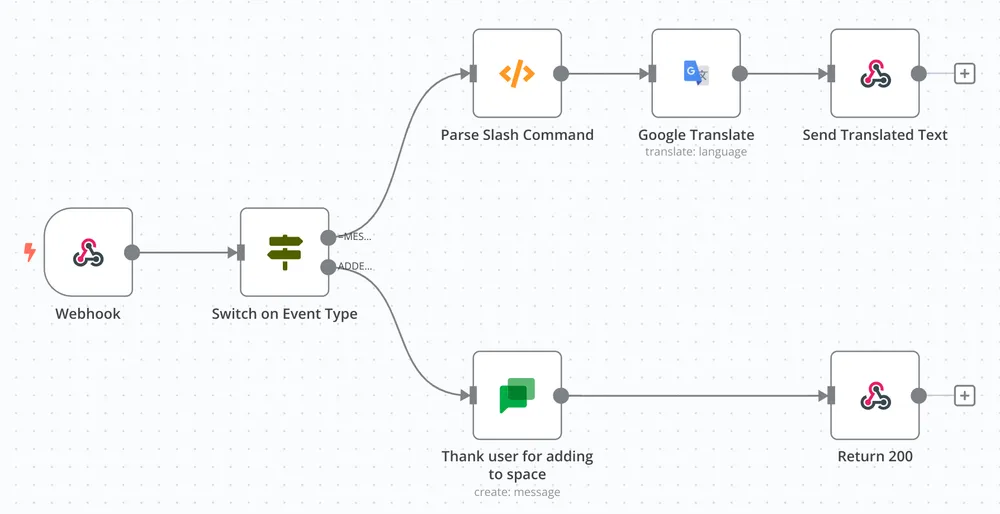 Parse Slash Command
Google Translate
translate: language
Send Translated Text
Webhook
Switch on Event Type
=MES...
ADDE...
Thank user for adding
to space
create: message
Return 200